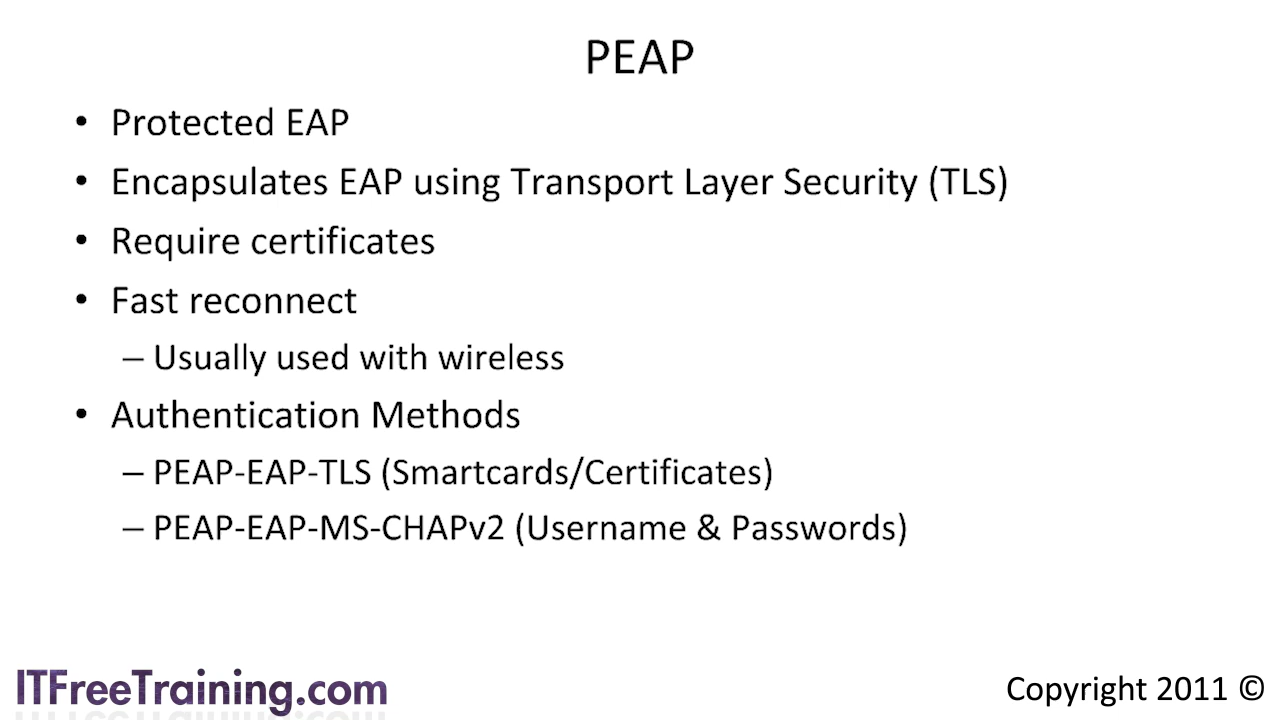 PEAP
• Protected EAP
• Encapsulates EAP using Transport Layer Security (TLS)
• Require certificates
• Fast reconnect
– Usually used with wireless
• Authentication Methods
– PEAP-EAP-TLS (Smartcards/Certificates)
– PEAP-EAP-MS-CHAPv2 (Username & Passwords)
ITFreeTraining.com
Copyright 2011 ©